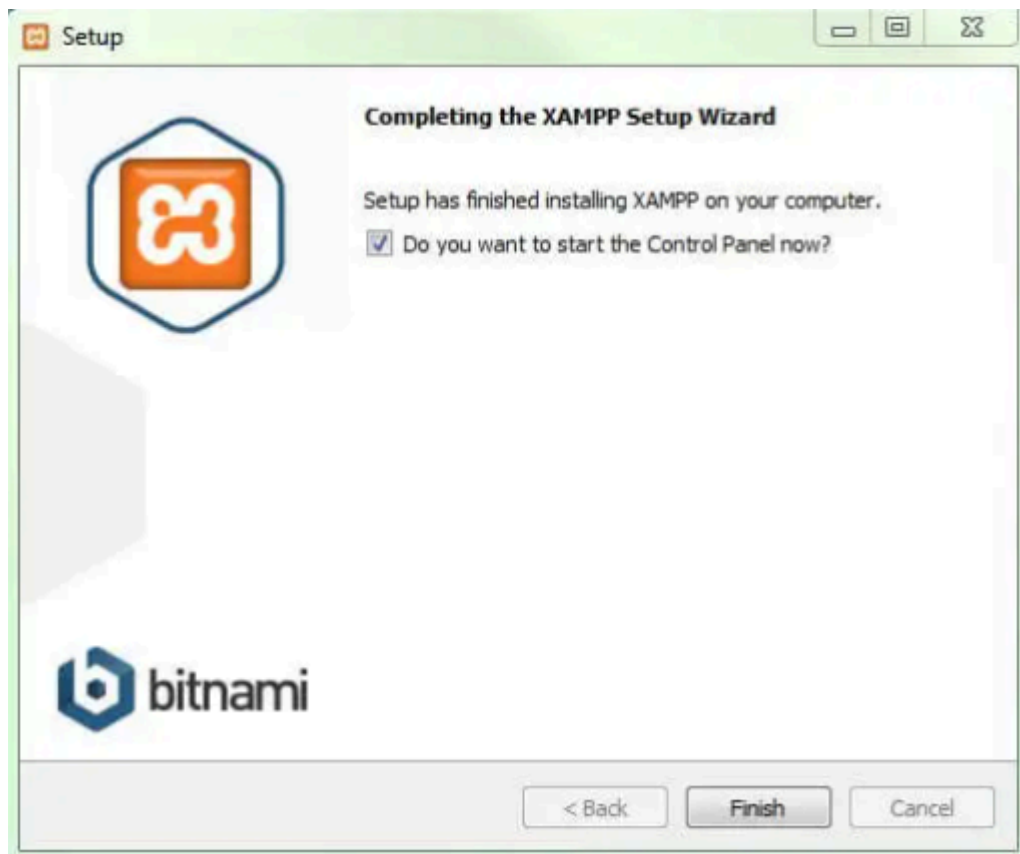 Setup
Completing the XAMPP Setup Wizard
Setup has finished installing XAMPP on your computer.
Do you want to start the Control Panel now?
bitnami
< Back
Finish
Cancel